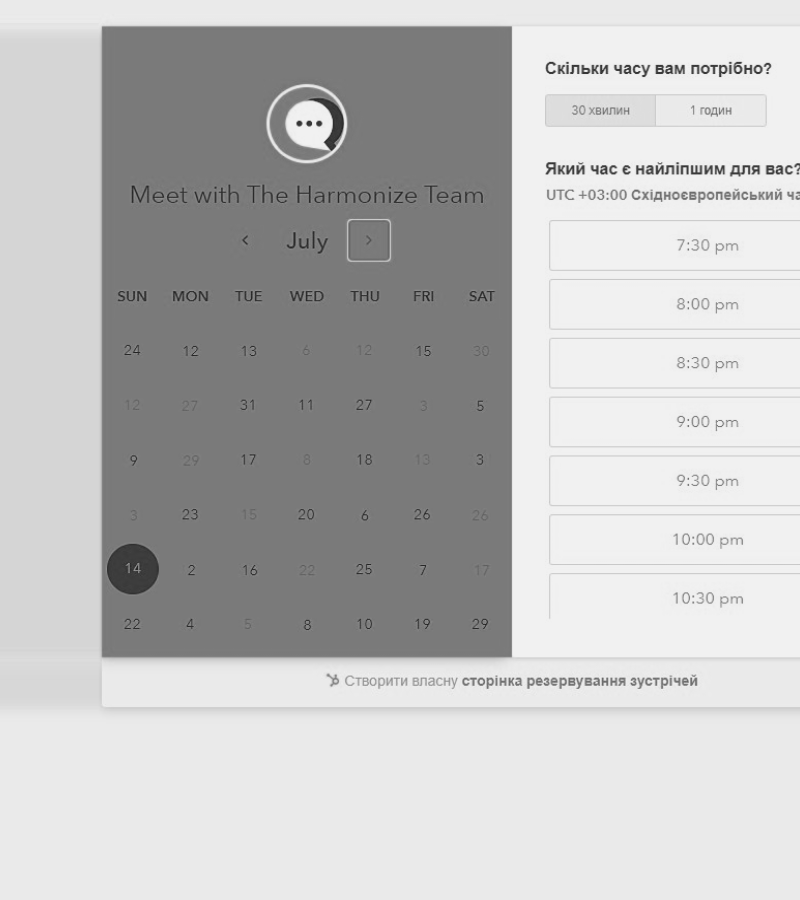 Meet with The Harmonize Team
July
SUN MON TUE WED THU FRI SAT
24 12 13 6 12 15 30
12 27 31 11 27 3 5
9 29 17 8 18 13 3
3 23 15 20 6 26 26
14 2 16 22 25 7 17
22 4 5 8 10 19 29
Скільки часу вам потрібно?
30 хвилин 1 годин
Який час є найліпшим для вас?
UTC +03:00 Східноєвропейський ча
7:30 pm
8:00 pm
8:30 pm
9:00 pm
9:30 pm
10:00 pm
10:30 pm
Створити власну сторінка резервування зустрічей